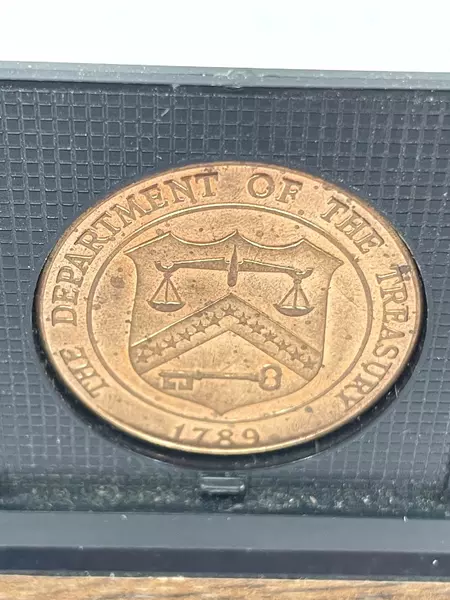 THE DEPARTMENT OF THE TREASURY
1789